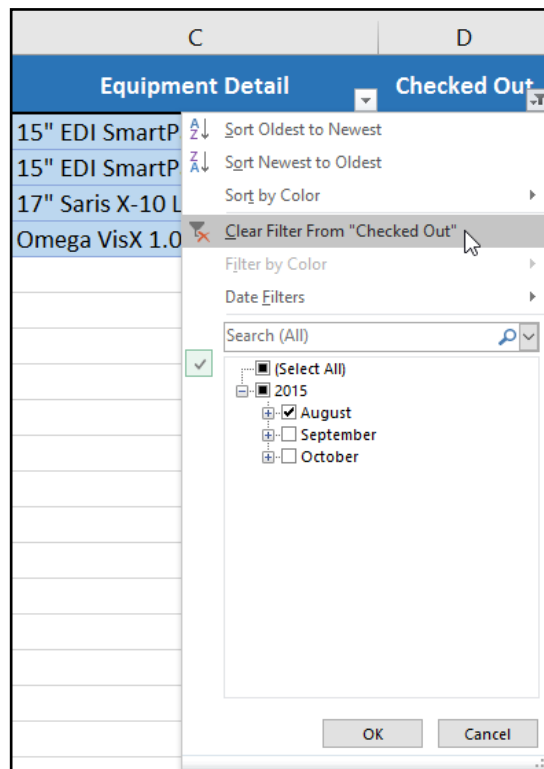 C D
Equipment Detail Checked Out
15" EDI SmartP
15" EDI SmartP
17" Saris X-10 L
Omega VisX 1.0
Sort Oldest to Newest
Sort Newest to Oldest
Sort by Color
Clear Filter From "Checked Out"
Filter by Color
Date Filters
Search (All)
(Select All)
2015
August
September
October
OK Cancel